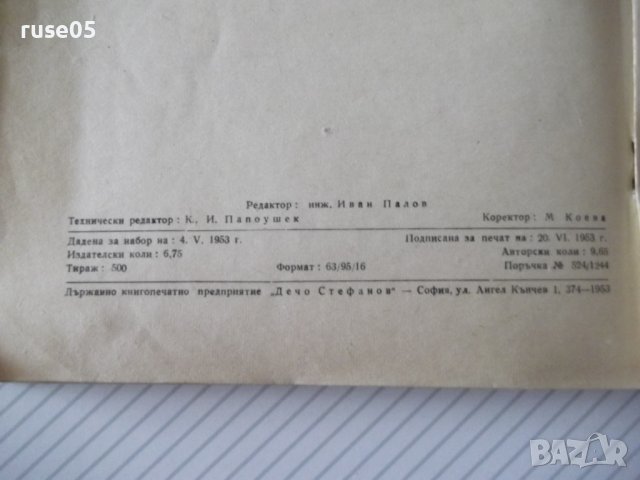 ruse05
Редактор: инж. Иван Палов
Технически редактор: К. И. Папоушек Коректор: М Коева
Дадена за набор на: 4. V. 1953 г. Подписана за печат на: 20. VI. 1953 г.
Издателски коли: 6,75 Авторски коли: 9,65
Тираж: 500 Формат: 63/95/16 Поръчка № 524/1244
Държавно книгопечатно предприятие „Дечо Стефанов“ — София, ул. Ангел Кънчев 1, 374—1953
BAZAR